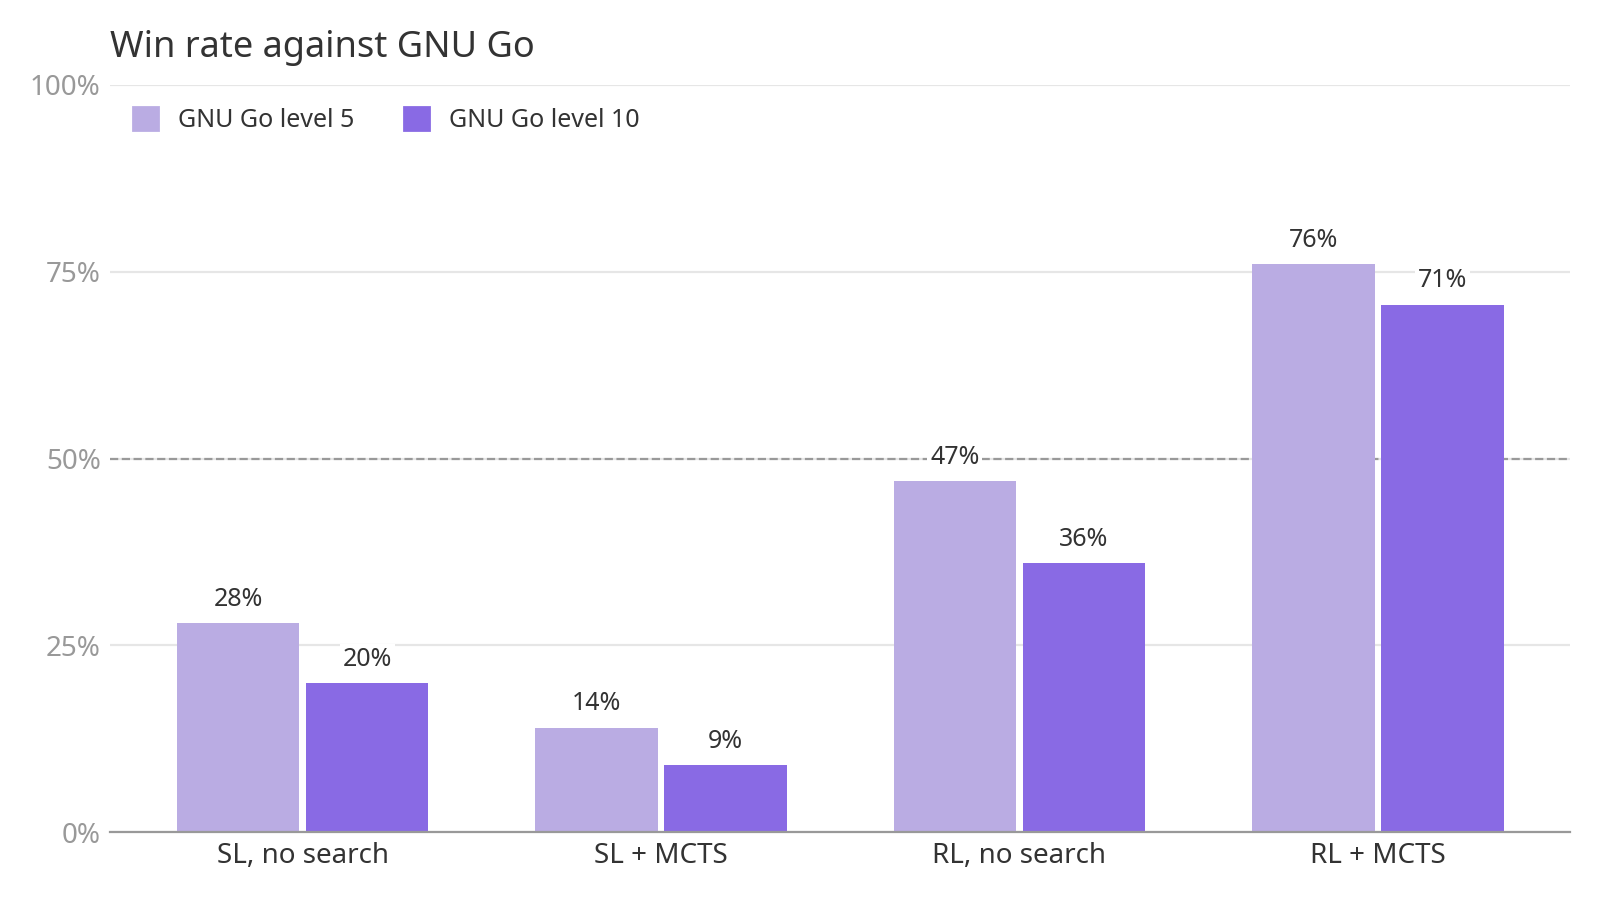 Win rate against GNU Go
100%
GNU Go level 5
GNU Go level 10
76%
75%
71%
50%
47%
36%
28%
25%
20%
14%
9%
0%
SL, no search
SL + MCTS
RL, no search
RL + MCTS